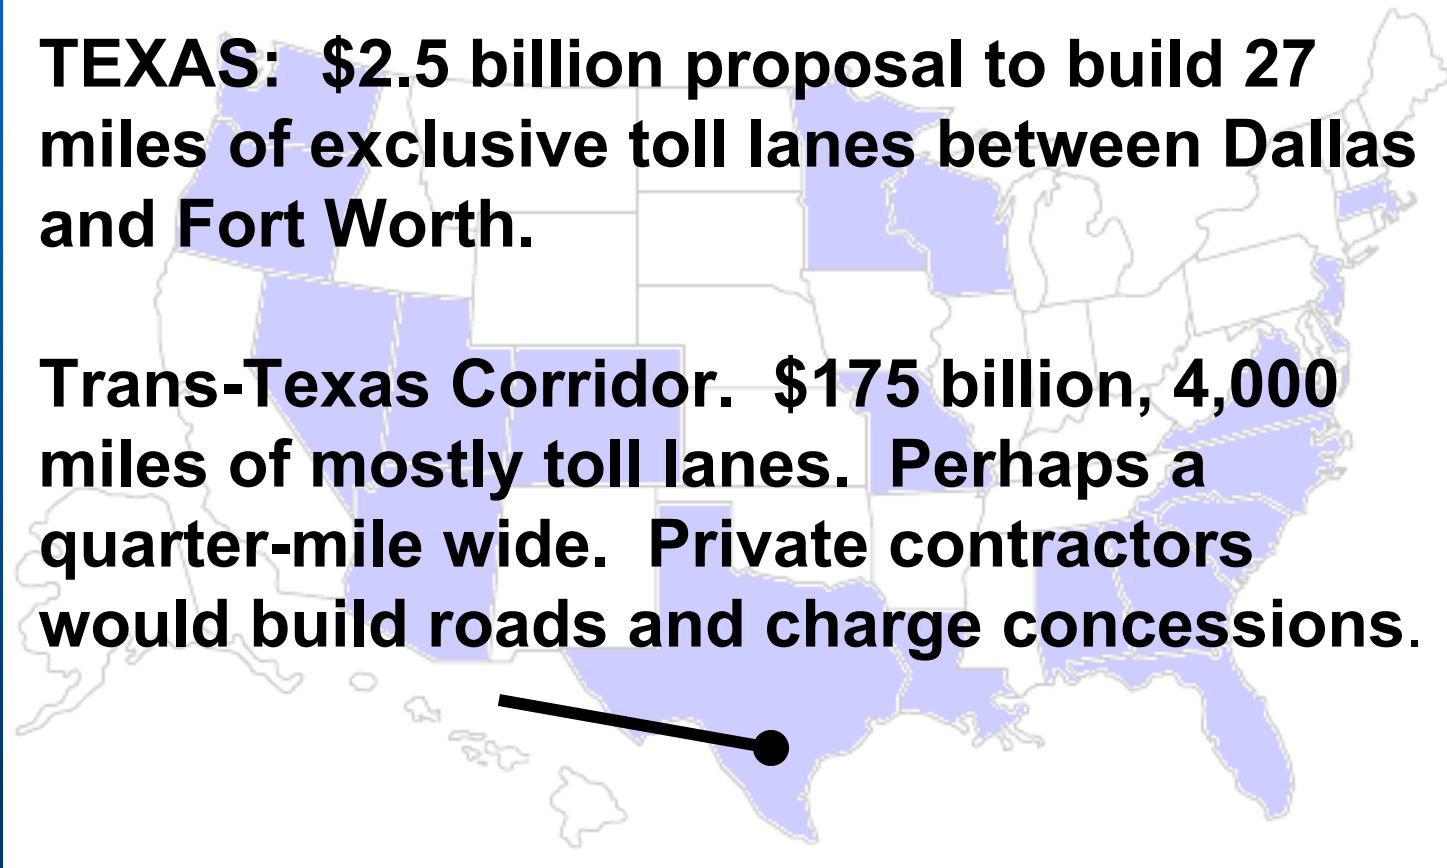 TEXAS: $2.5 billion proposal to build 27
miles of exclusive toll lanes between Dallas
and Fort Worth.
Trans-Texas Corridor. $175 billion, 4,000
miles of mostly toll lanes. Perhaps a
quarter-mile wide. Private contractors
would build roads and charge concessions.